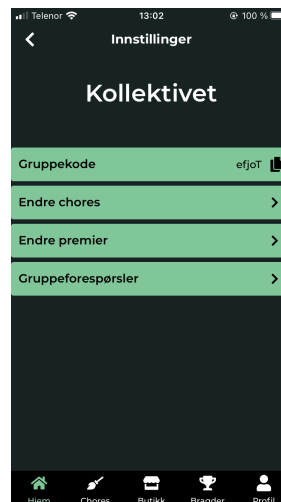 Telenor 13:02 100 %
Innstillinger
Kollektivet
Gruppekode efjoT
Endre chores
Endre premier
Gruppeforespørsler
Hjem Chores Butikk Bragder Profil